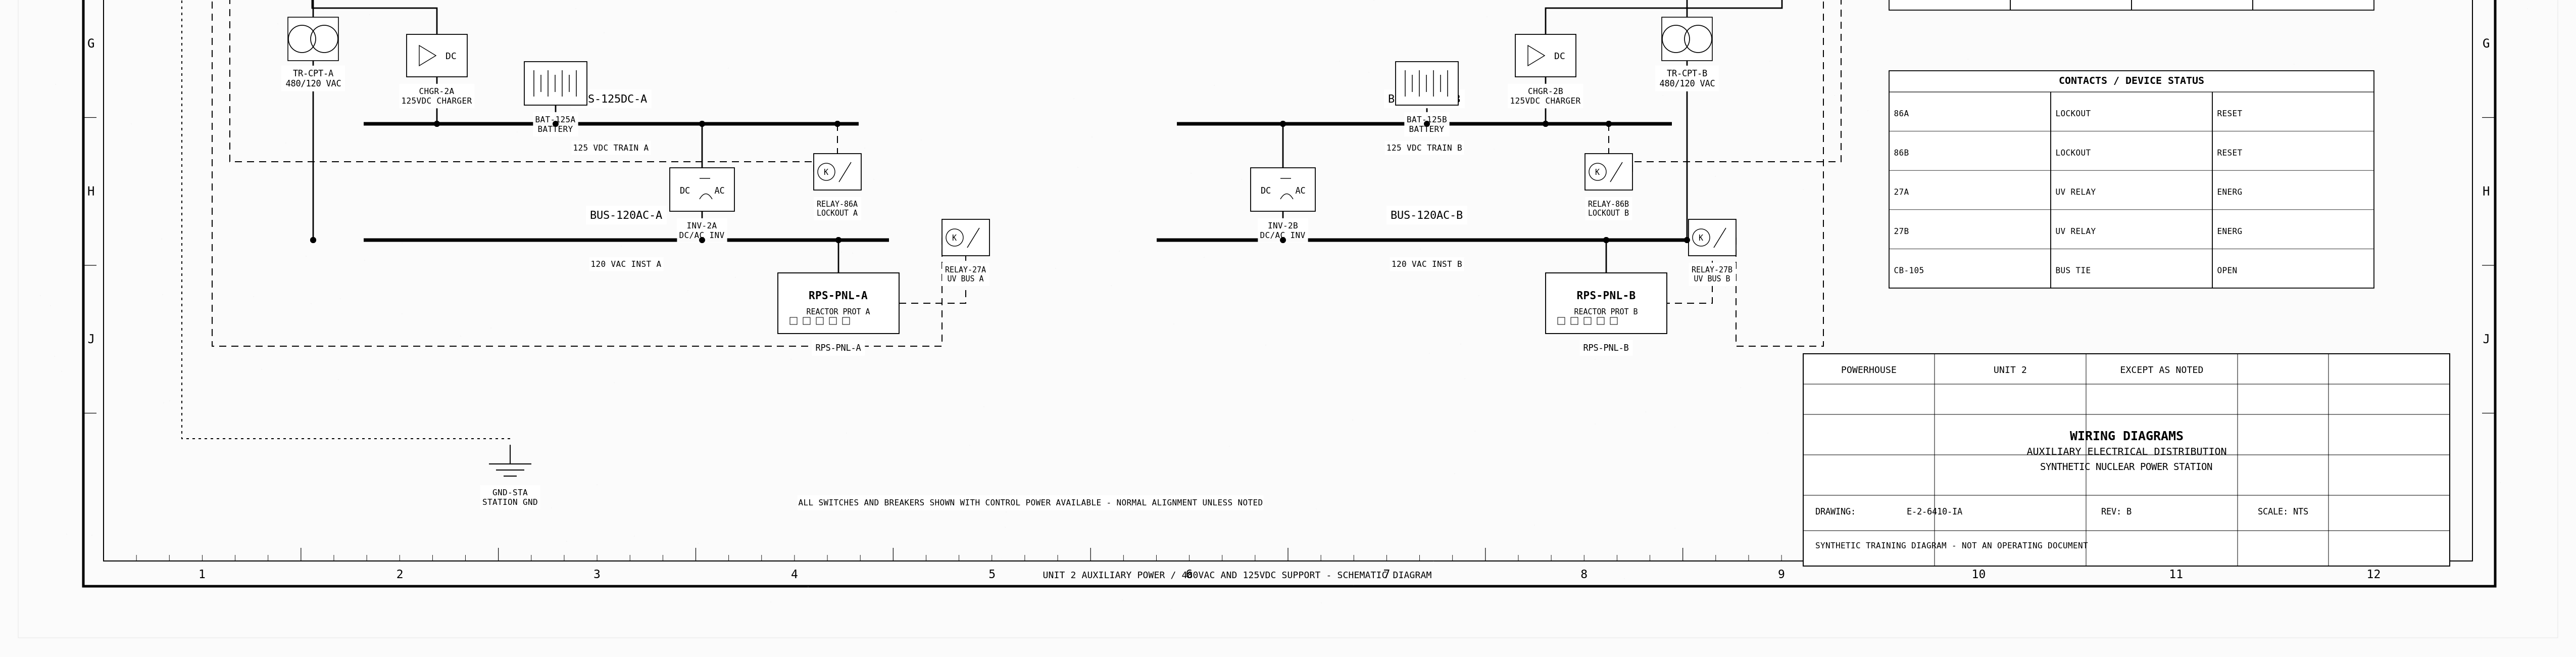 G
G
TR-CPT-A
480/120 VAC
DC
CHGR-2A
125VDC CHARGER
S-125DC-A
BAT-125A
BATTERY
125 VDC TRAIN A
DC
AC
INV-2A
DC/AC INV
K
RELAY-86A
LOCKOUT A
BUS-120AC-A
120 VAC INST A
K
RELAY-27A
UV BUS A
RPS-PNL-A
REACTOR PROT A
RPS-PNL-A
BAT-125B
BATTERY
125 VDC TRAIN B
DC
CHGR-2B
125VDC CHARGER
TR-CPT-B
480/120 VAC
DC
AC
INV-2B
DC/AC INV
K
RELAY-86B
LOCKOUT B
BUS-120AC-B
120 VAC INST B
K
RELAY-27B
UV BUS B
RPS-PNL-B
REACTOR PROT B
RPS-PNL-B
CONTACTS / DEVICE STATUS
86A LOCKOUT RESET
86B LOCKOUT RESET
27A UV RELAY ENERG
27B UV RELAY ENERG
CB-105 BUS TIE OPEN
H
H
J
J
GND-STA
STATION GND
ALL SWITCHES AND BREAKERS SHOWN WITH CONTROL POWER AVAILABLE - NORMAL ALIGNMENT UNLESS NOTED
POWERHOUSE UNIT 2 EXCEPT AS NOTED
WIRING DIAGRAMS
AUXILIARY ELECTRICAL DISTRIBUTION
SYNTHETIC NUCLEAR POWER STATION
DRAWING: E-2-6410-IA REV: B SCALE: NTS
SYNTHETIC TRAINING DIAGRAM - NOT AN OPERATING DOCUMENT
1 2 3 4 5 6 7 8 9 10 11 12
UNIT 2 AUXILIARY POWER / 480VAC AND 125VDC SUPPORT - SCHEMATIC DIAGRAM